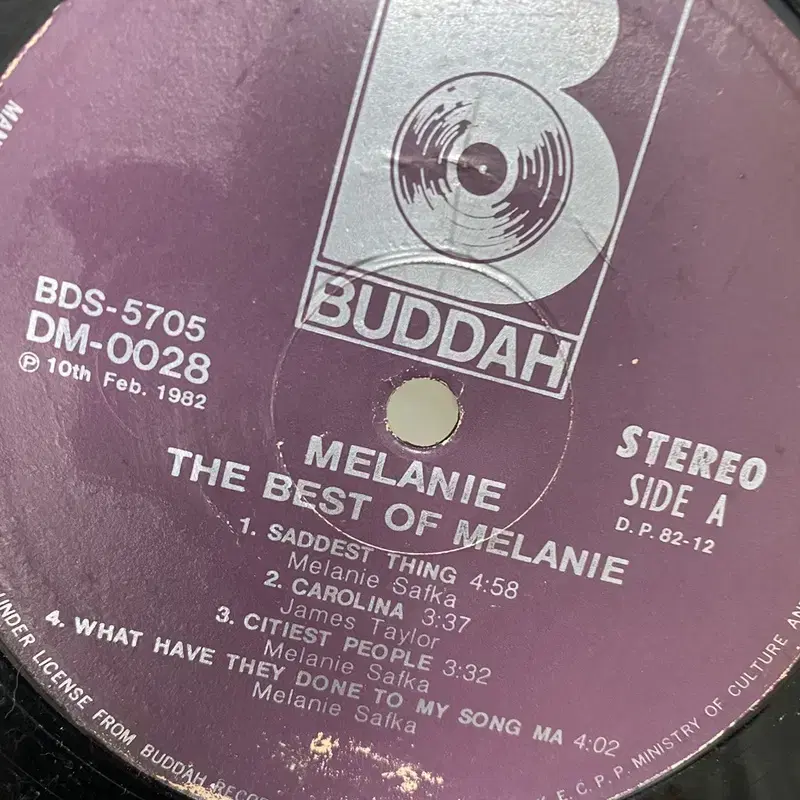 BUDDAH
BDS-5705
DM-0028
℗ 10th Feb. 1982
STEREO
SIDE A
D.P. 82-12
MELANIE
THE BEST OF MELANIE
1. SADDEST THING 4:58
Melanie Safka
2. CAROLINA 3:37
James Taylor
3. CITIEST PEOPLE 3:32
Melanie Safka
4. WHAT HAVE THEY DONE TO MY SONG MA 4:02
Melanie Safka
UNDER LICENSE FROM BUDDAH
E.C.P.P. MINISTRY OF CULTURE